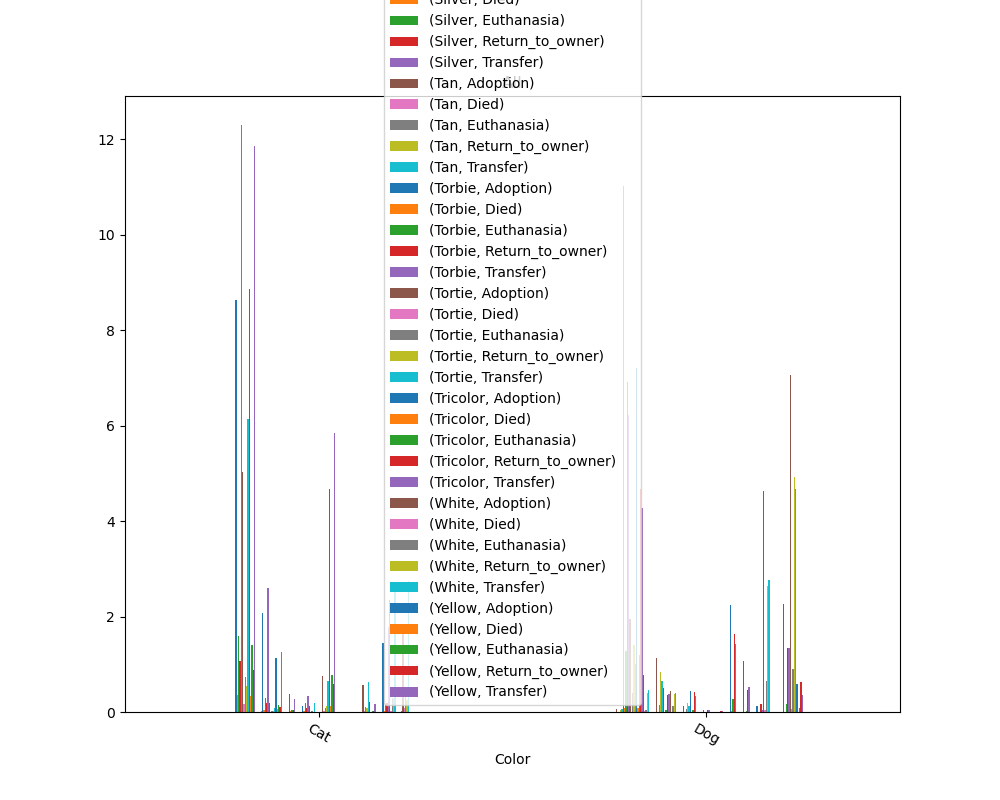 (Silver, Died)
(Silver, Euthanasia)
(Silver, Return_to_owner)
(Silver, Transfer)
(Tan, Adoption)
(Tan, Died)
(Tan, Euthanasia)
(Tan, Return_to_owner)
(Tan, Transfer)
(Torbie, Adoption)
(Torbie, Died)
(Torbie, Euthanasia)
(Torbie, Return_to_owner)
(Torbie, Transfer)
(Tortie, Adoption)
(Tortie, Died)
(Tortie, Euthanasia)
(Tortie, Return_to_owner)
(Tortie, Transfer)
(Tricolor, Adoption)
(Tricolor, Died)
(Tricolor, Euthanasia)
(Tricolor, Return_to_owner)
(Tricolor, Transfer)
(White, Adoption)
(White, Died)
(White, Euthanasia)
(White, Return_to_owner)
(White, Transfer)
(Yellow, Adoption)
(Yellow, Died)
(Yellow, Euthanasia)
(Yellow, Return_to_owner)
(Yellow, Transfer)
12
10
8
6
4
2
0
Cat
Dog
Color